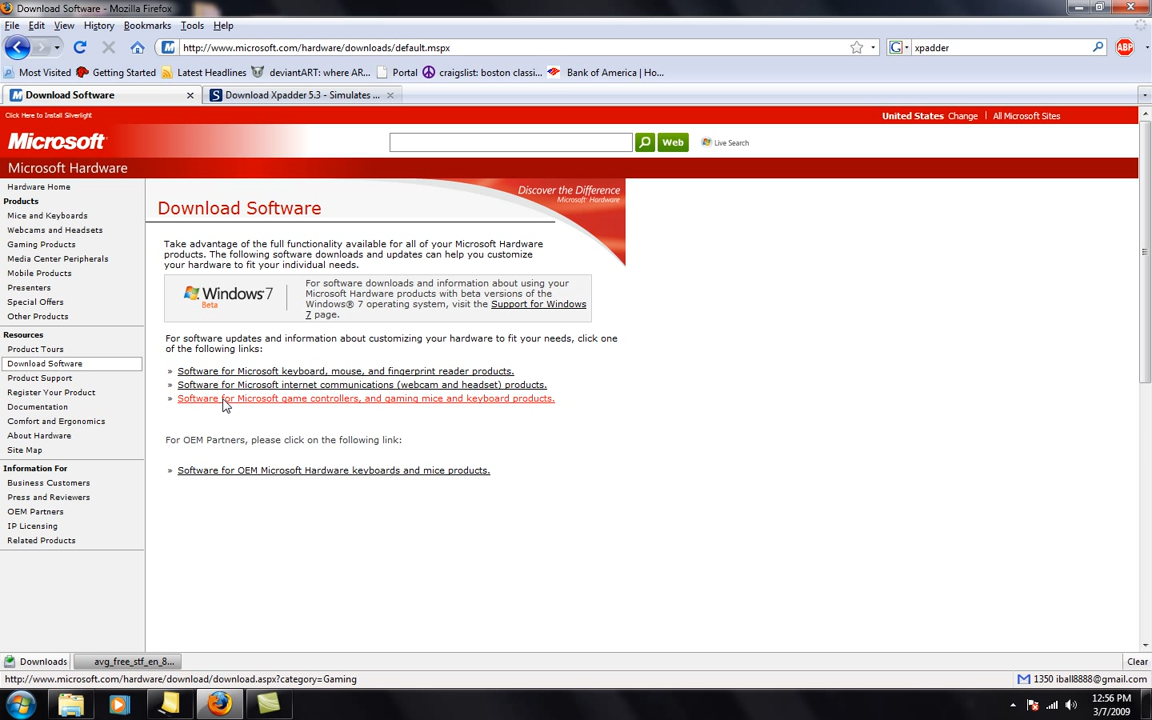 Download Software - Mozilla Firefox
File Edit View History Bookmarks Tools Help
http://www.microsoft.com/hardware/downloads/default.mspx
xpadder
ABP
Most Visited Getting Started Latest Headlines deviantART: where AR... Portal craigslist: boston classi... Bank of America | Ho...
Download Software
Download Xpadder 5.3 - Simulates ...
Click Here to Install Silverlight
United States Change | All Microsoft Sites
Microsoft
Web
Live Search
Microsoft Hardware
Hardware Home
Products
Mice and Keyboards
Webcams and Headsets
Gaming Products
Media Center Peripherals
Mobile Products
Presenters
Special Offers
Other Products
Resources
Product Tours
Download Software
Product Support
Register Your Product
Documentation
Comfort and Ergonomics
About Hardware
Site Map
Information For
Business Customers
Press and Reviewers
OEM Partners
IP Licensing
Related Products
Discover the Difference
Microsoft Hardware
Download Software
Take advantage of the full functionality available for all of your Microsoft Hardware
products. The following software downloads and updates can help you customize
your hardware to fit your individual needs.
Windows 7
Beta
For software downloads and information about using your
Microsoft Hardware products with beta versions of the
Windows® 7 operating system, visit the Support for Windows
7 page.
For software updates and information about customizing your hardware to fit your needs, click one
of the following links:
» Software for Microsoft keyboard, mouse, and fingerprint reader products.
» Software for Microsoft internet communications (webcam and headset) products.
» Software for Microsoft game controllers, and gaming mice and keyboard products.
For OEM Partners, please click on the following link:
» Software for OEM Microsoft Hardware keyboards and mice products.
Downloads
avg_free_stf_en_8...
Clear
http://www.microsoft.com/hardware/download/download.aspx?category=Gaming
1350 iball8888@gmail.com
12:56 PM
3/7/2009